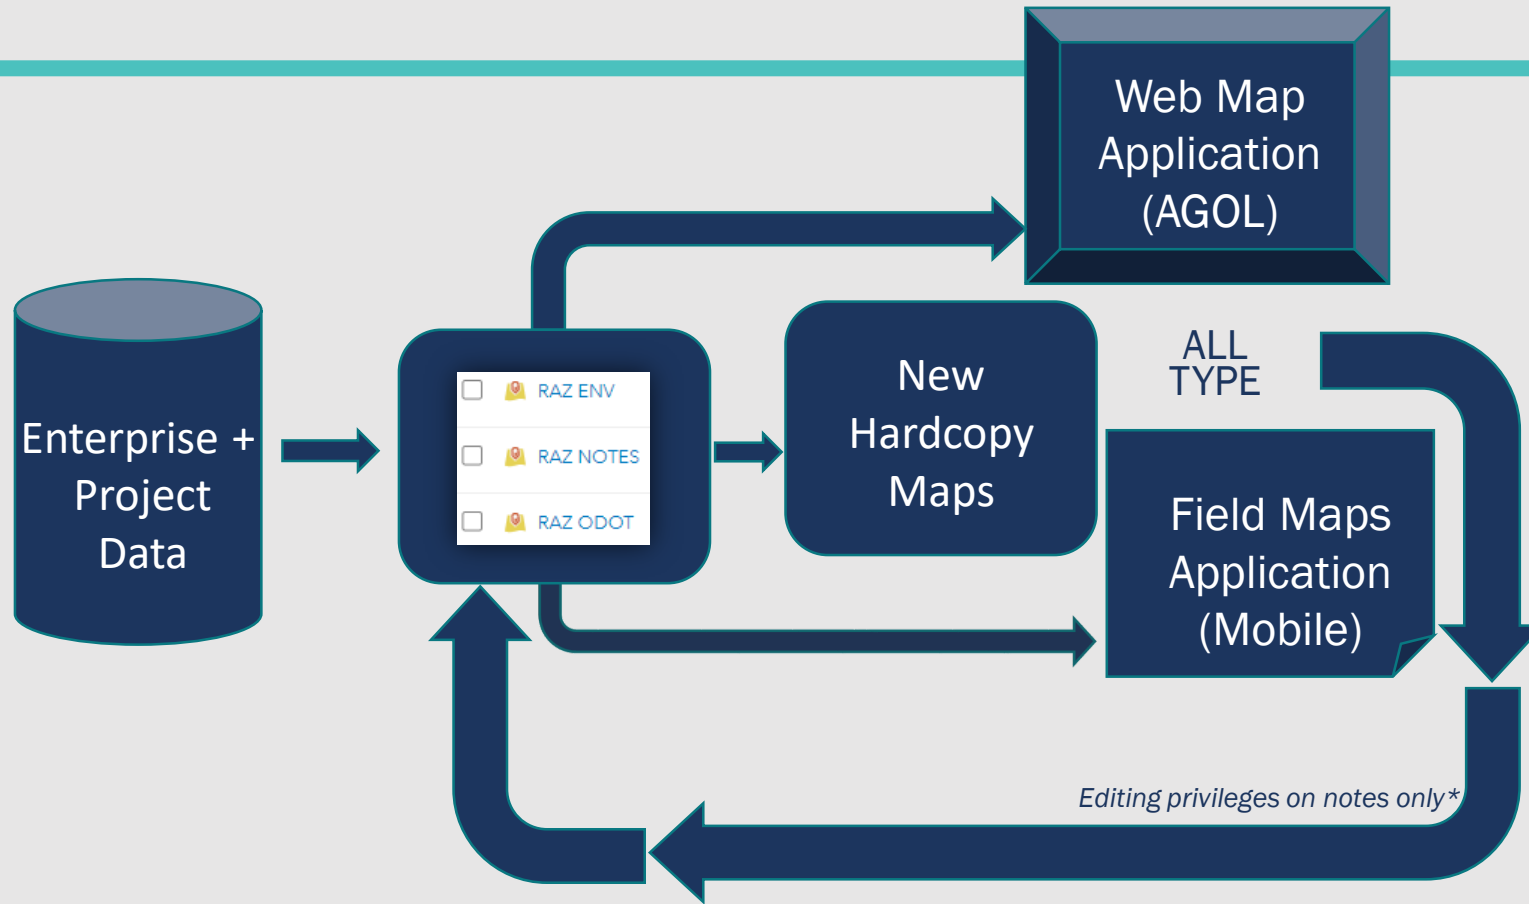 Web Map
Application
(AGOL)
Enterprise +
Project
Data
RAZ ENV
RAZ NOTES
RAZ ODOT
New
Hardcopy
Maps
ALL
TYPE
Field Maps
Application
(Mobile)
Editing privileges on notes only*